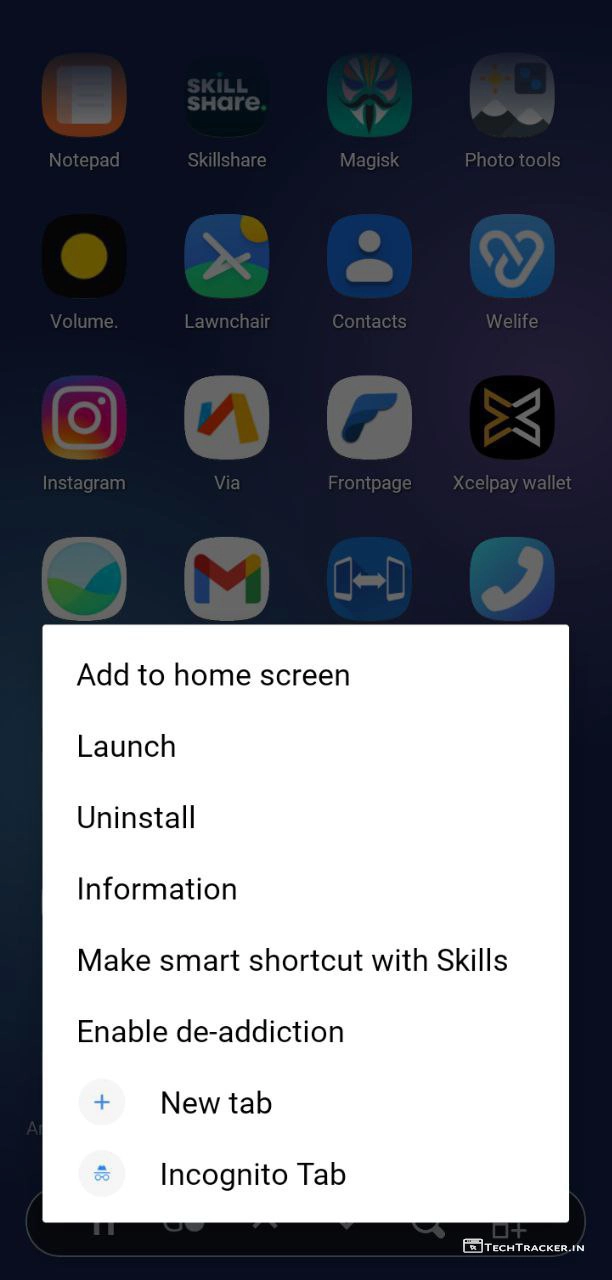 SKILL
SHARE.
Notepad
Skillshare
Magisk
Photo tools
Volume.
Lawnchair
Contacts
Welife
Instagram
Via
Frontpage
Xcelpay wallet
Add to home screen
Launch
Uninstall
Information
Make smart shortcut with Skills
Enable de-addiction
New tab
Incognito Tab
TECHTRACKER.IN